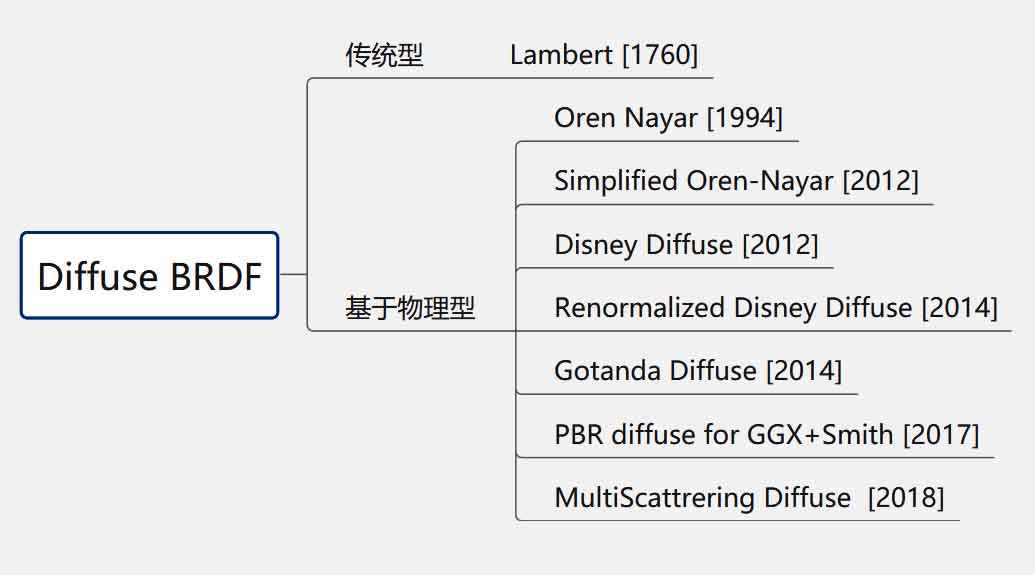 传统型 Lambert [1760]
Oren Nayar [1994]
Simplified Oren-Nayar [2012]
Disney Diffuse [2012]
Diffuse BRDF
基于物理型 Renormalized Disney Diffuse [2014]
Gotanda Diffuse [2014]
PBR diffuse for GGX+Smith [2017]
MultiScattrering Diffuse [2018]